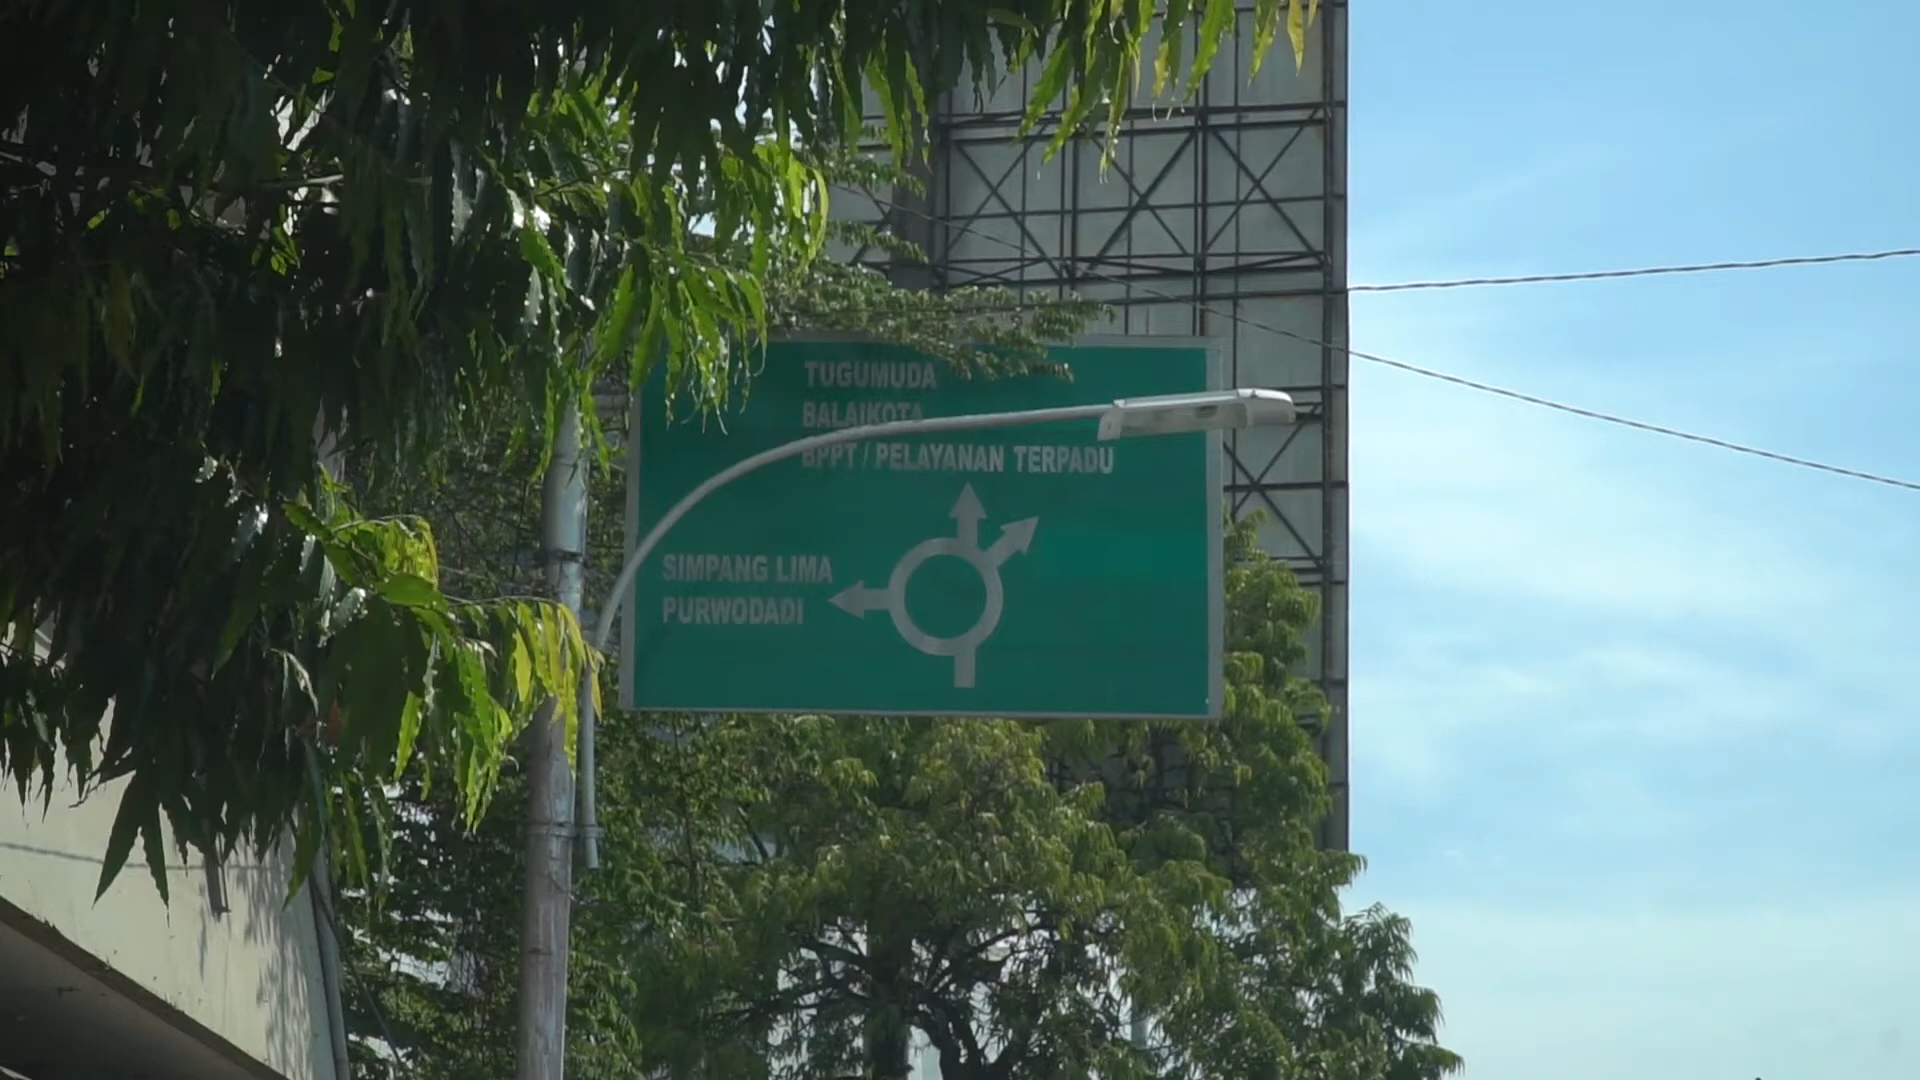 TUGUMUDA
BALAIKOTA
BPPT / PELAYANAN TERPADU
SIMPANG LIMA
PURWODADI